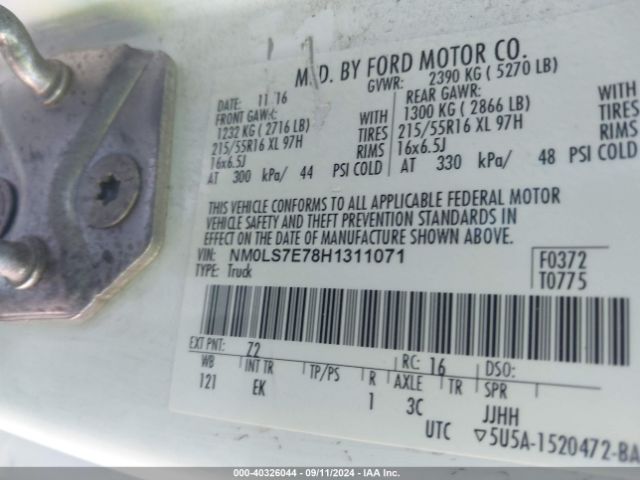 MFD. BY FORD MOTOR CO.
DATE: 11 16
GVWR: 2390 KG ( 5270 LB)
FRONT GAWR:
REAR GAWR:
1232 KG ( 2716 LB) WITH
1300 KG ( 2866 LB) WITH
215/55R16 XL 97H TIRES
215/55R16 XL 97H TIRES
16x6.5J RIMS
16x6.5J RIMS
AT 300 kPa/ 44 PSI COLD
AT 330 kPa/ 48 PSI COLD
THIS VEHICLE CONFORMS TO ALL APPLICABLE FEDERAL MOTOR
VEHICLE SAFETY AND THEFT PREVENTION STANDARDS IN
EFFECT ON THE DATE OF MANUFACTURE SHOWN ABOVE.
VIN: NM0LS7E78H1311071
TYPE: Truck
F0372
T0775
EXT PNT: 72 RC: 16 DSO:
WB INT TR TP/PS R AXLE TR SPR
121 EK 1 3C JJHH
UTC ▽5U5A-1520472-BA
000-40326044 - 09/11/2024 - IAAI.COM